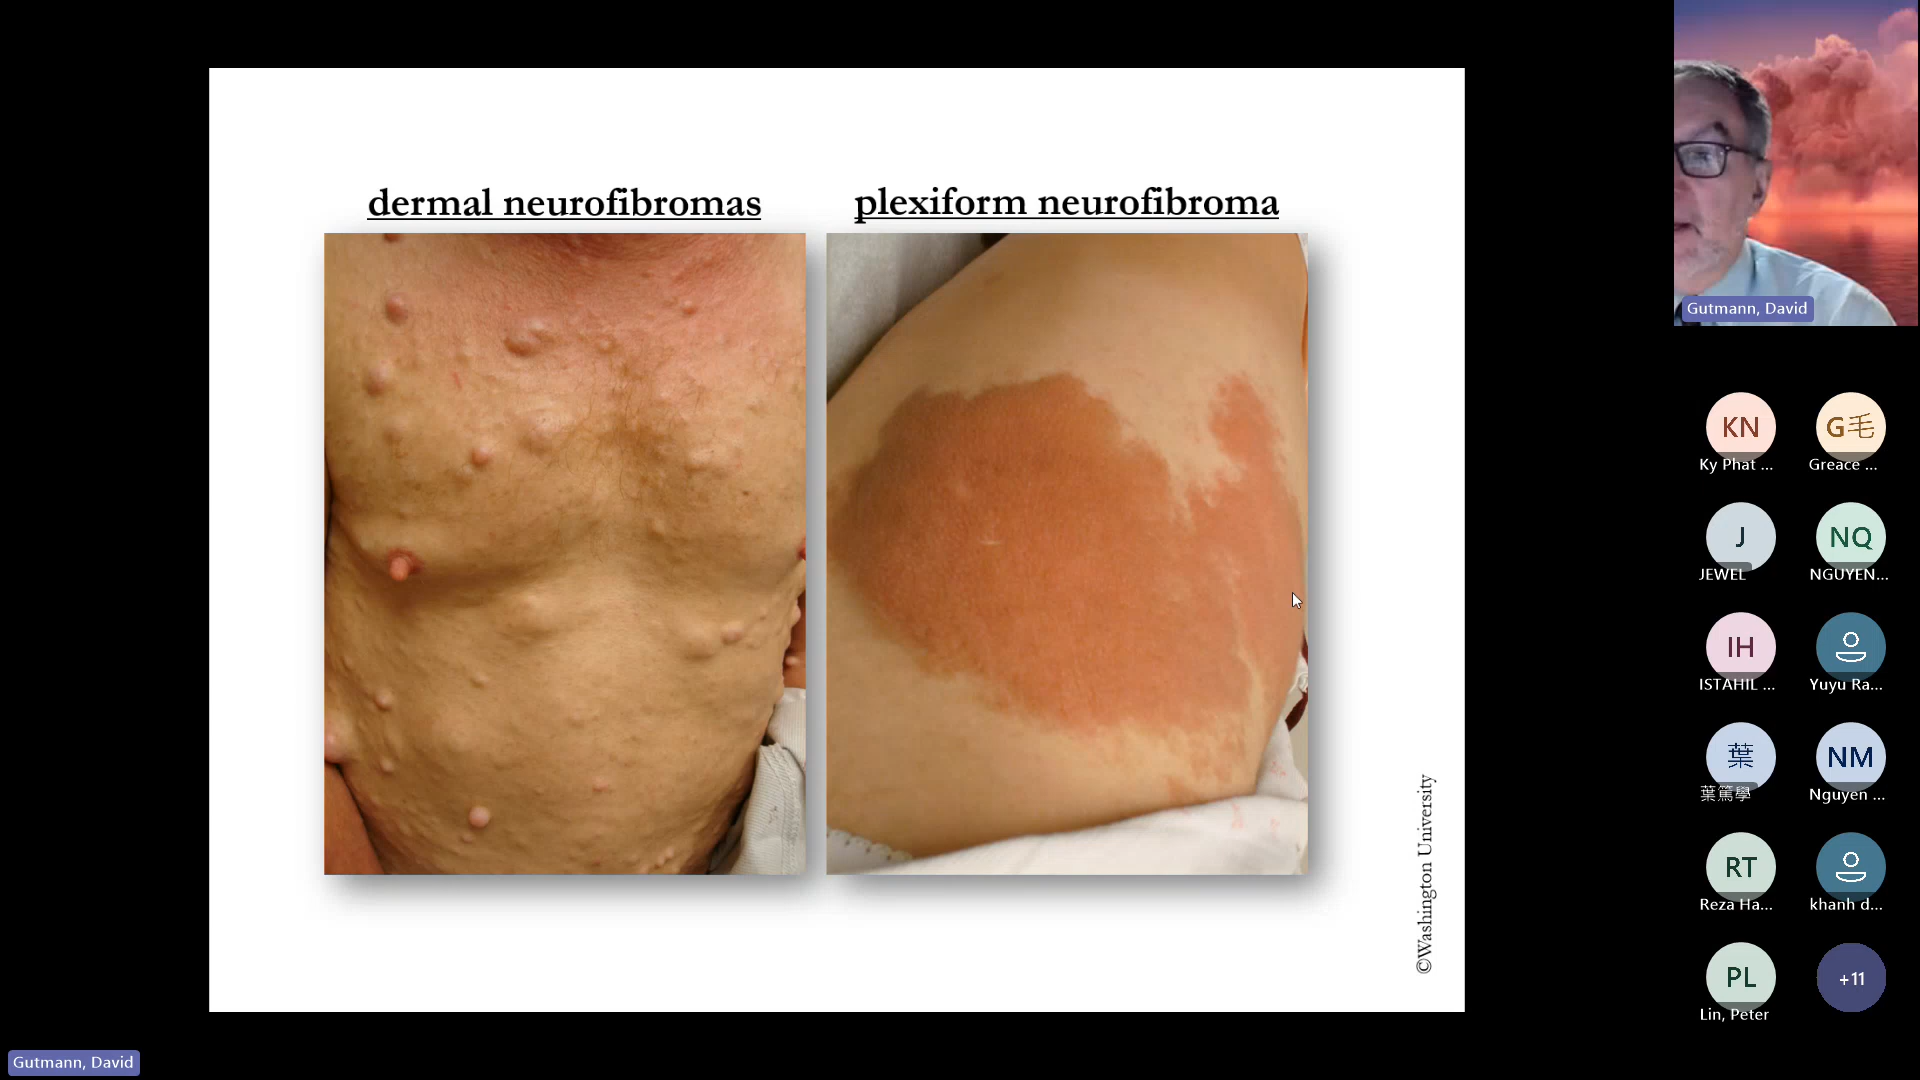 dermal neurofibromas
plexiform neurofibroma
©Washington University
Gutmann, David
KN
Ky Phat ...
G毛
Greace ...
J
JEWEL
NQ
NGUYEN...
IH
ISTAHIL ...
Yuyu Ra...
葉
葉篤學
NM
Nguyen ...
RT
Reza Ha...
khanh d...
PL
Lin, Peter
+11
Gutmann, David